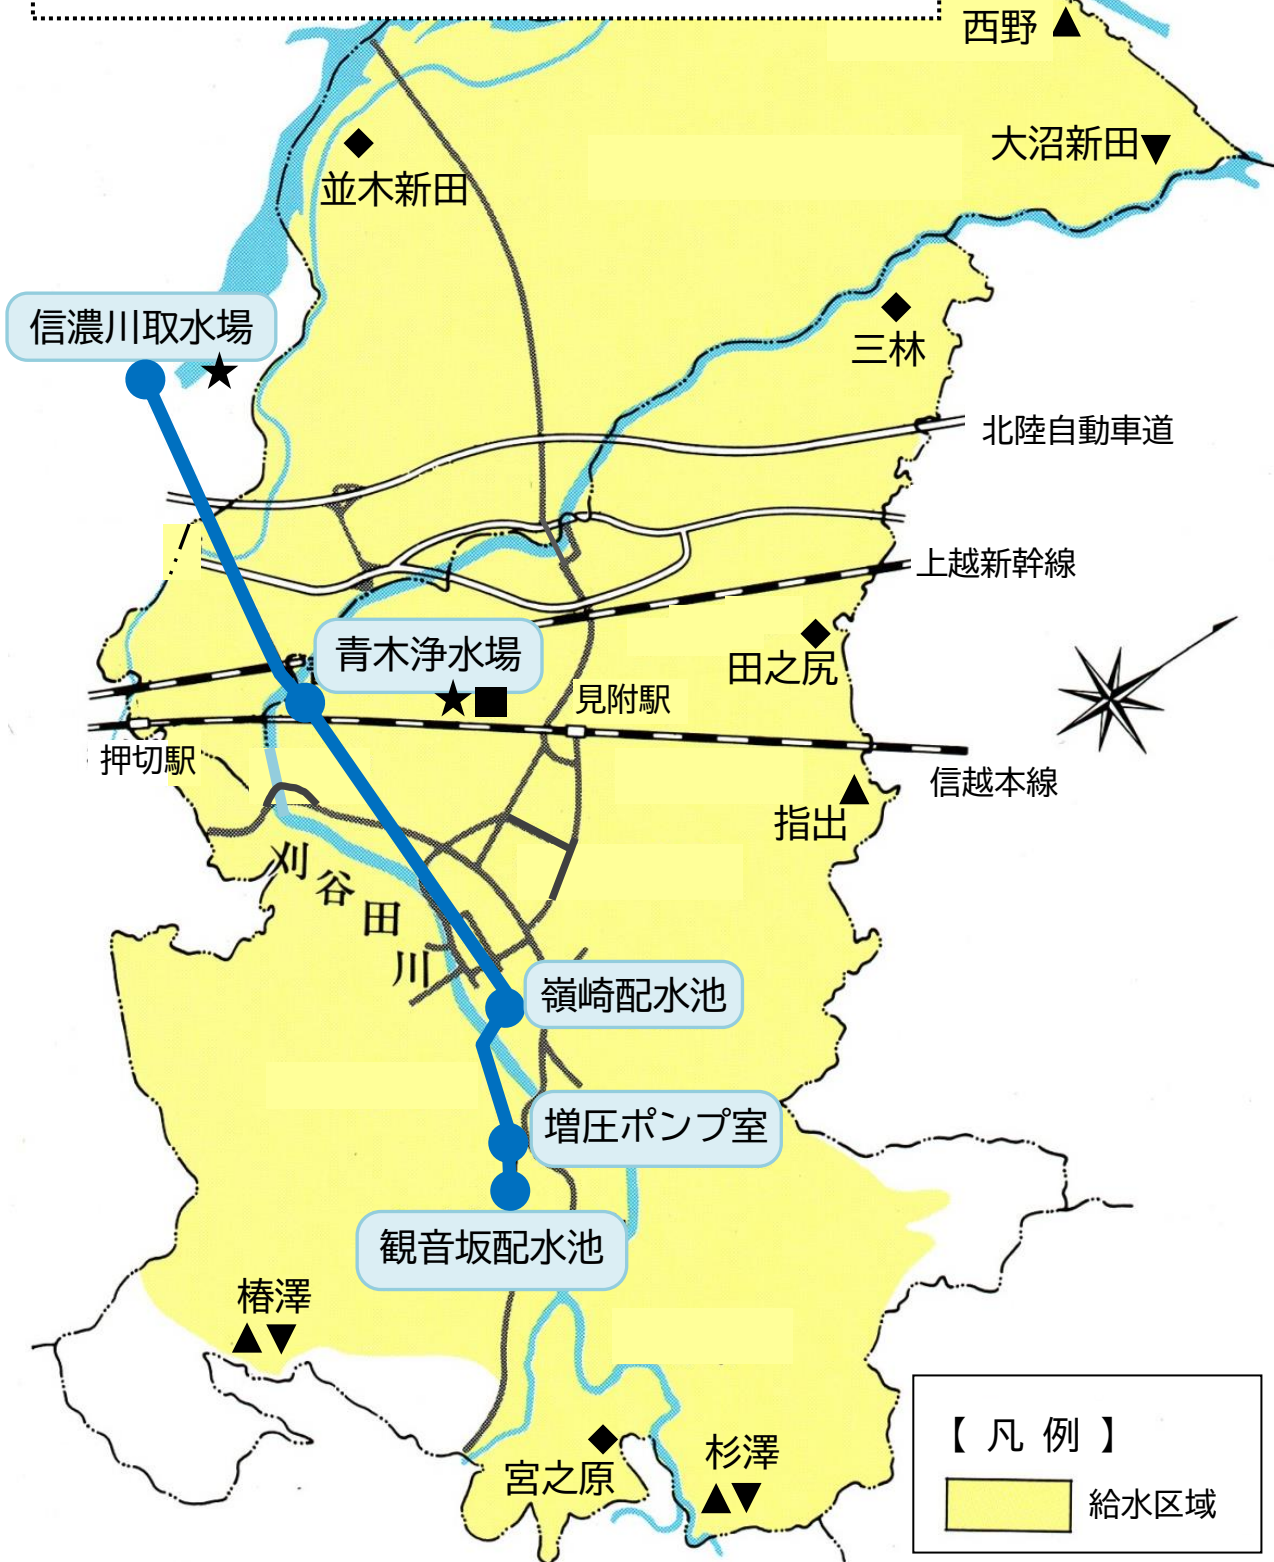 西野▲
大沼新田▼
◆
並木新田
信濃川取水場
★
◆
三林
北陸自動車道
上越新幹線
青木浄水場
★■
◆
田之尻
見附駅
押切駅
信越本線
▲
指出
刈谷田川
嶺崎配水池
増圧ポンプ室
観音坂配水池
椿澤
▲▼
◆
宮之原
杉澤
▲▼
【 凡 例 】
給水区域